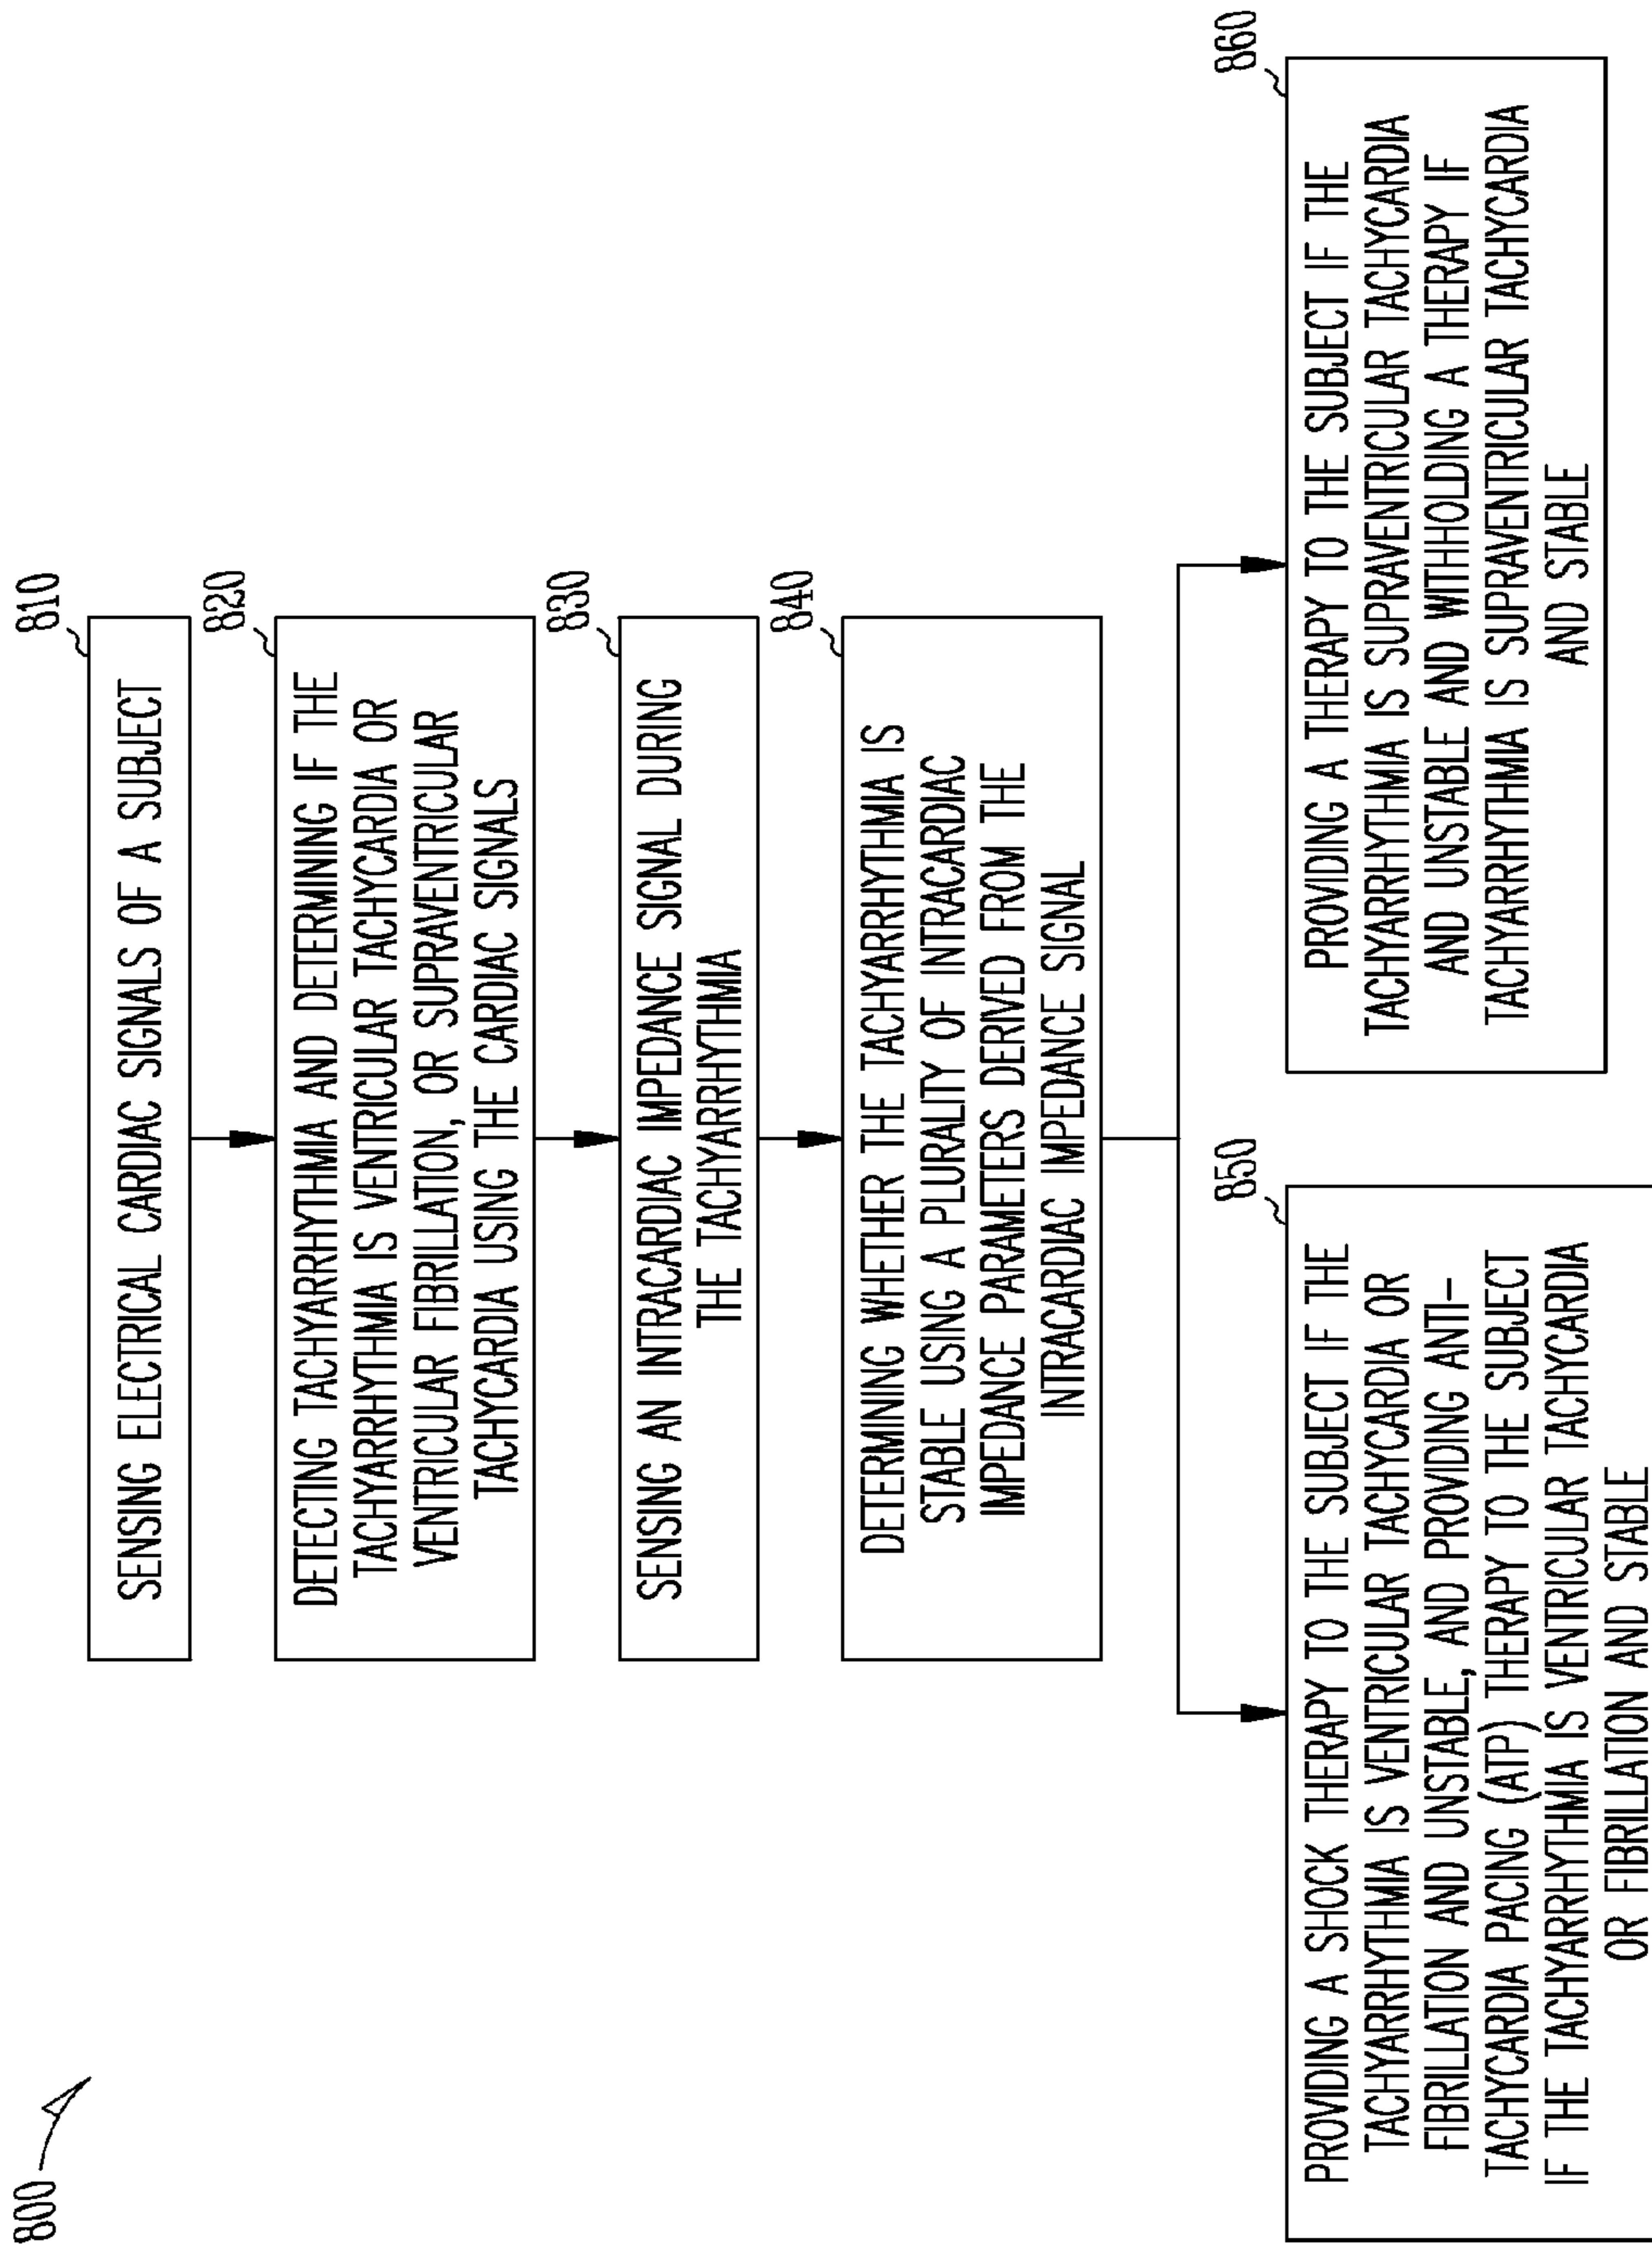 800
810
SENSING ELECTRICAL CARDIAC SIGNALS OF A SUBJECT
820
DETECTING TACHYARRHYTHMIA AND DETERMINING IF THE
TACHYARRHYTHMIA IS VENTRICULAR TACHYCARDIA OR
VENTRICULAR FIBRILLATION, OR SUPRAVENTRICULAR
TACHYCARDIA USING THE CARDIAC SIGNALS
830
SENSING AN INTRACARDIAC IMPEDANCE SIGNAL DURING
THE TACHYARRHYTHMIA
840
DETERMINING WHETHER THE TACHYARRHYTHMIA IS
STABLE USING A PLURALITY OF INTRACARDIAC
IMPEDANCE PARAMETERS DERIVED FROM THE
INTRACARDIAC IMPEDANCE SIGNAL
850
PROVIDING A SHOCK THERAPY TO THE SUBJECT IF THE
TACHYARRHYTHMIA IS VENTRICULAR TACHYCARDIA OR
FIBRILLATION AND UNSTABLE, AND PROVIDING ANTI-
TACHYCARDIA PACING (ATP) THERAPY TO THE SUBJECT
IF THE TACHYARRHYTHMIA IS VENTRICULAR TACHYCARDIA
OR FIBRILLATION AND STABLE
860
PROVIDING A THERAPY TO THE SUBJECT IF THE
TACHYARRHYTHMIA IS SUPRAVENTRICULAR TACHYCARDIA
AND UNSTABLE AND WITHHOLDING A THERAPY IF
TACHYARRHYTHMIA IS SUPRAVENTRICULAR TACHYCARDIA
AND STABLE